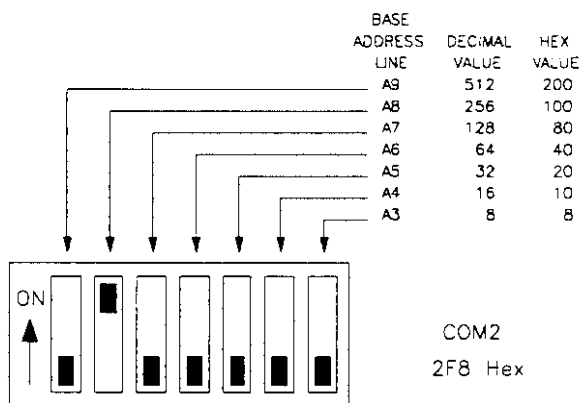 BASE
ADDRESS DECIMAL HEX
LINE VALUE VALUE
A9 512 200
A8 256 100
A7 128 80
A6 64 40
A5 32 20
A4 16 10
A3 8 8
ON
COM2
2F8 Hex